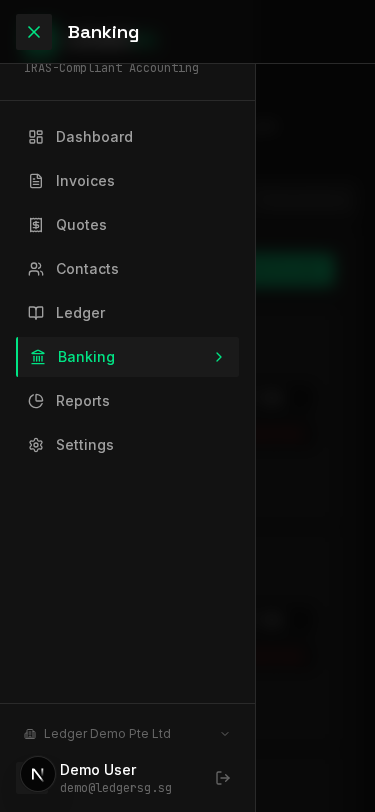 Banking
IRAS-Compliant Accounting
Dashboard
Invoices
Quotes
Contacts
Ledger
Banking
Reports
Settings
Ledger Demo Pte Ltd
N
Demo User
demo@ledgersg.sg